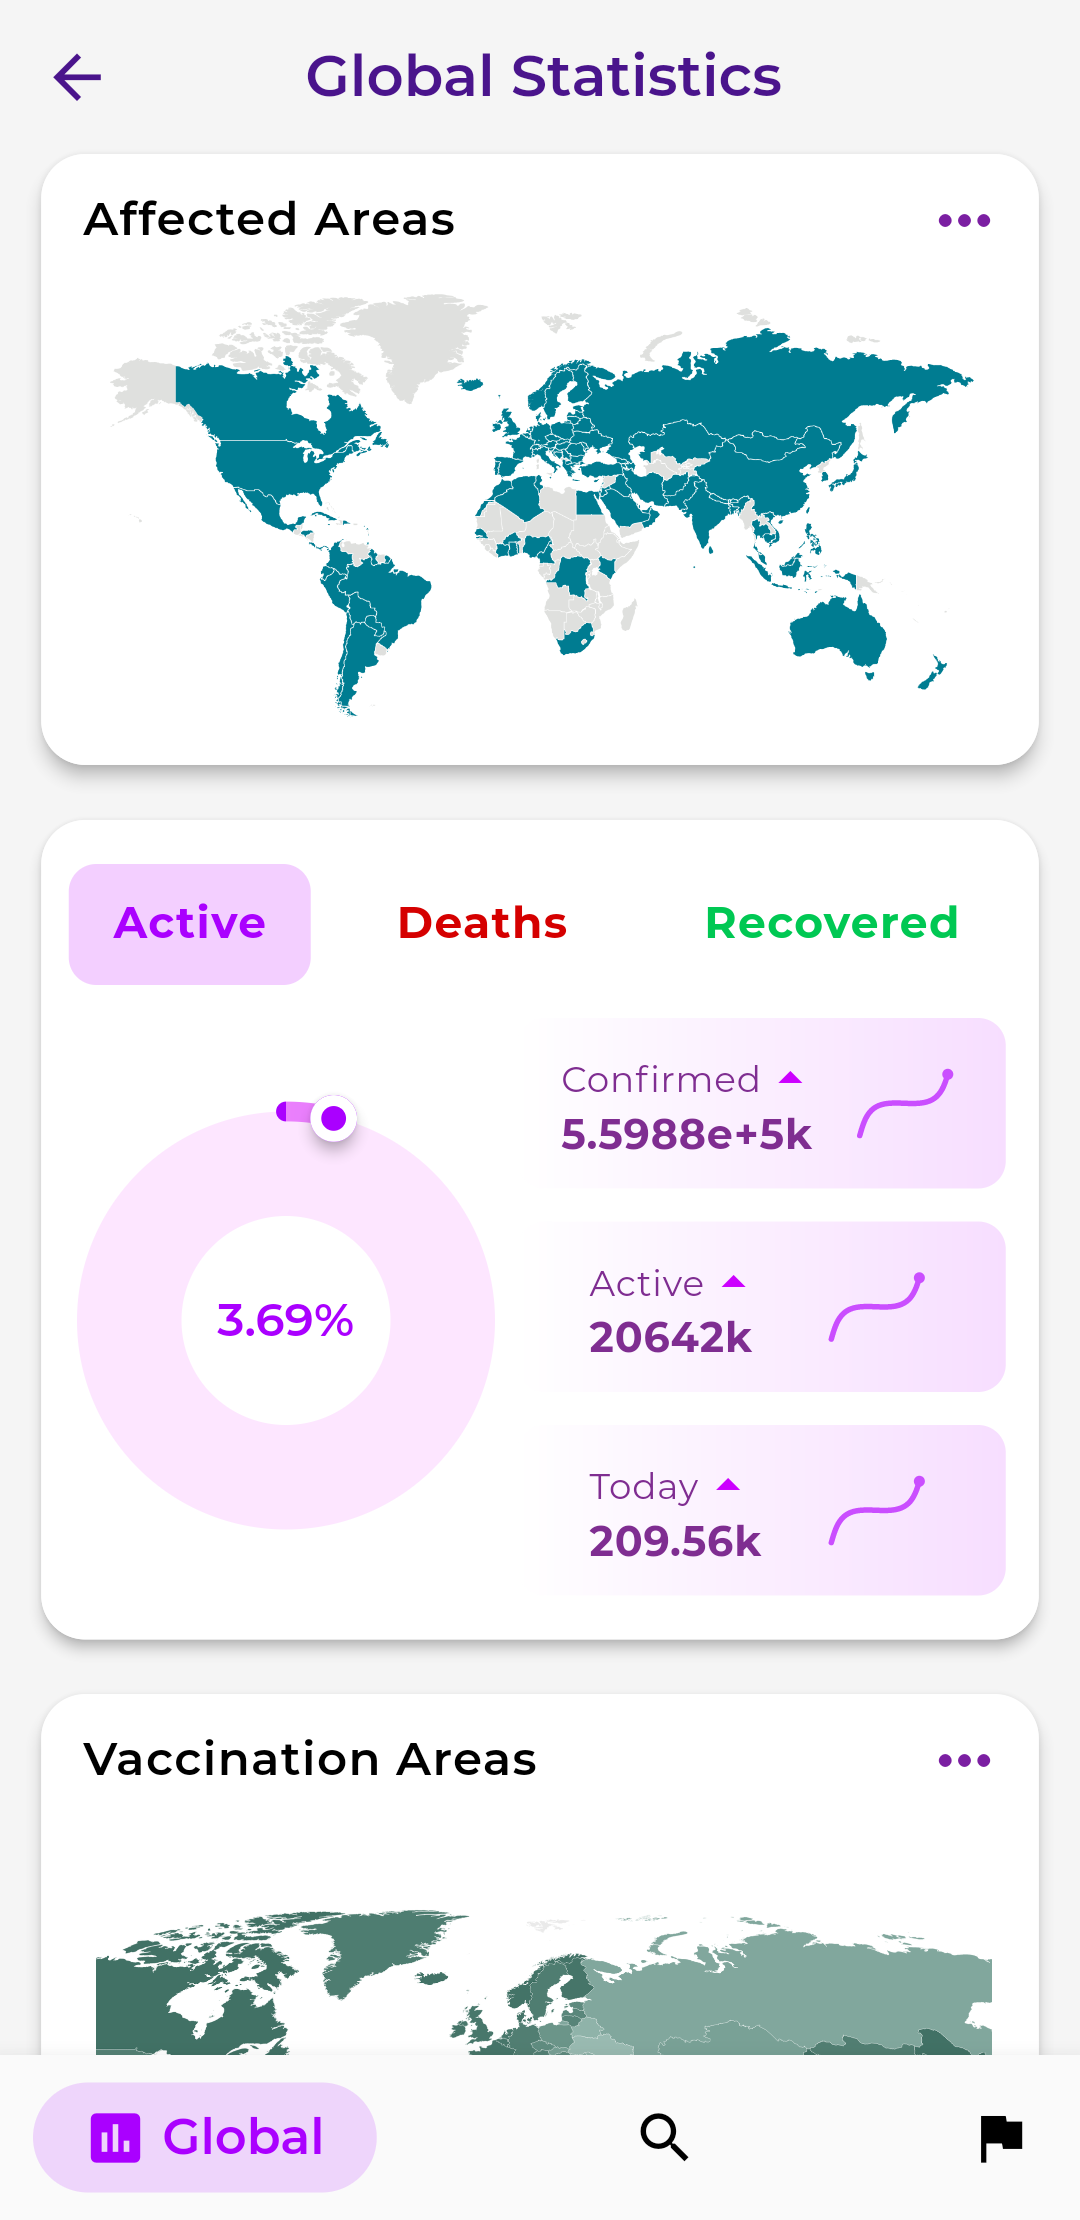 Global Statistics
Affected Areas
Active
Deaths
Recovered
Confirmed
5.5988e+5k
3.69%
Active
20642k
Today
209.56k
Vaccination Areas
Global